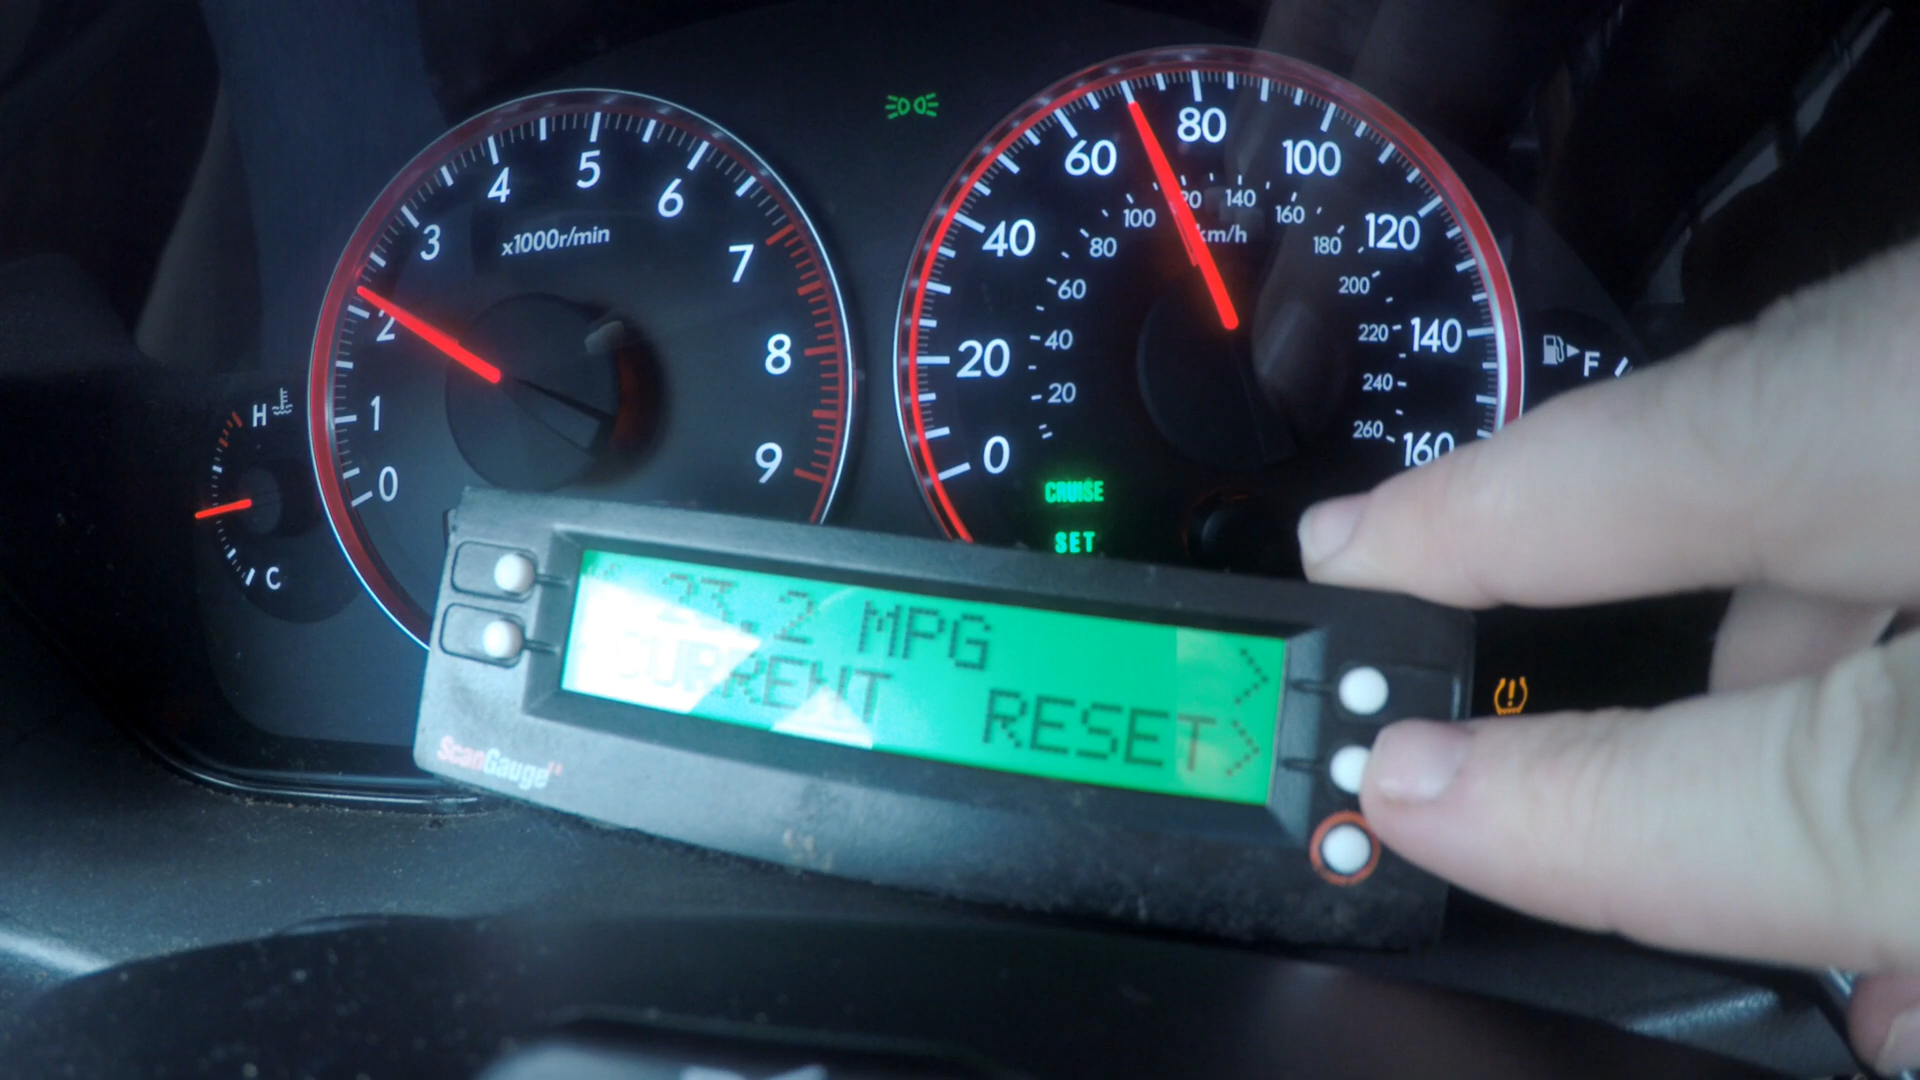 0 1 2 3 4 5 6 7 8 9
x1000r/min
H
C
0 20 40 60 80 100 120 140 160
20 40 60 80 100 140 160 180 200 220 240 260
km/h
F
CRUISE
SET
MPG
CURRENT
RESET
ScanGauge